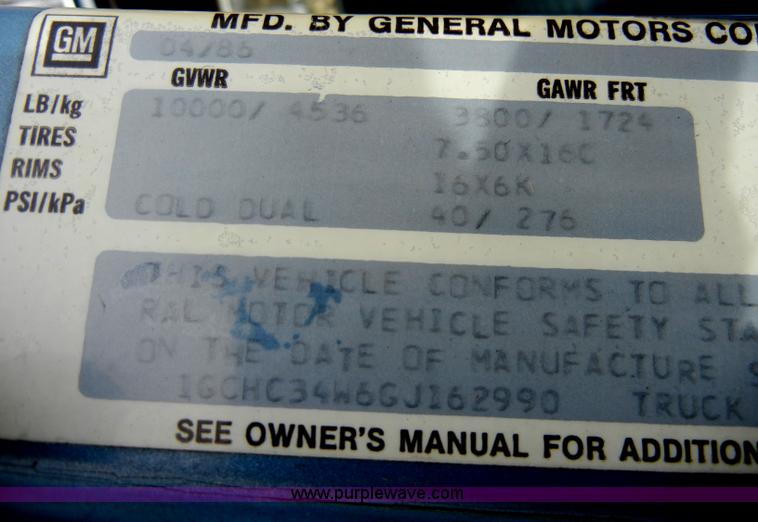 GM
MFD. BY GENERAL MOTORS CO
04/86
GVWR GAWR FRT
LB/kg 10000/ 4536 3800/ 1724
TIRES 7.50X16C
RIMS 16X6K
PSI/kPa COLD DUAL 40/ 276
THIS VEHICLE CONFORMS TO ALL
RAL MOTOR VEHICLE SAFETY STA
ON THE DATE OF MANUFACTURE
1GCHC34W6GJ162990 TRUCK
SEE OWNER'S MANUAL FOR ADDITION
www.purplewave.com